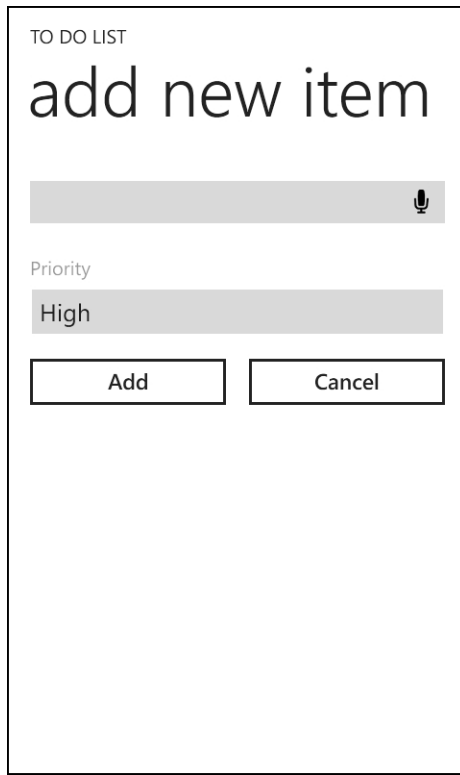 TO DO LIST
add new item
Priority
High
Add
Cancel